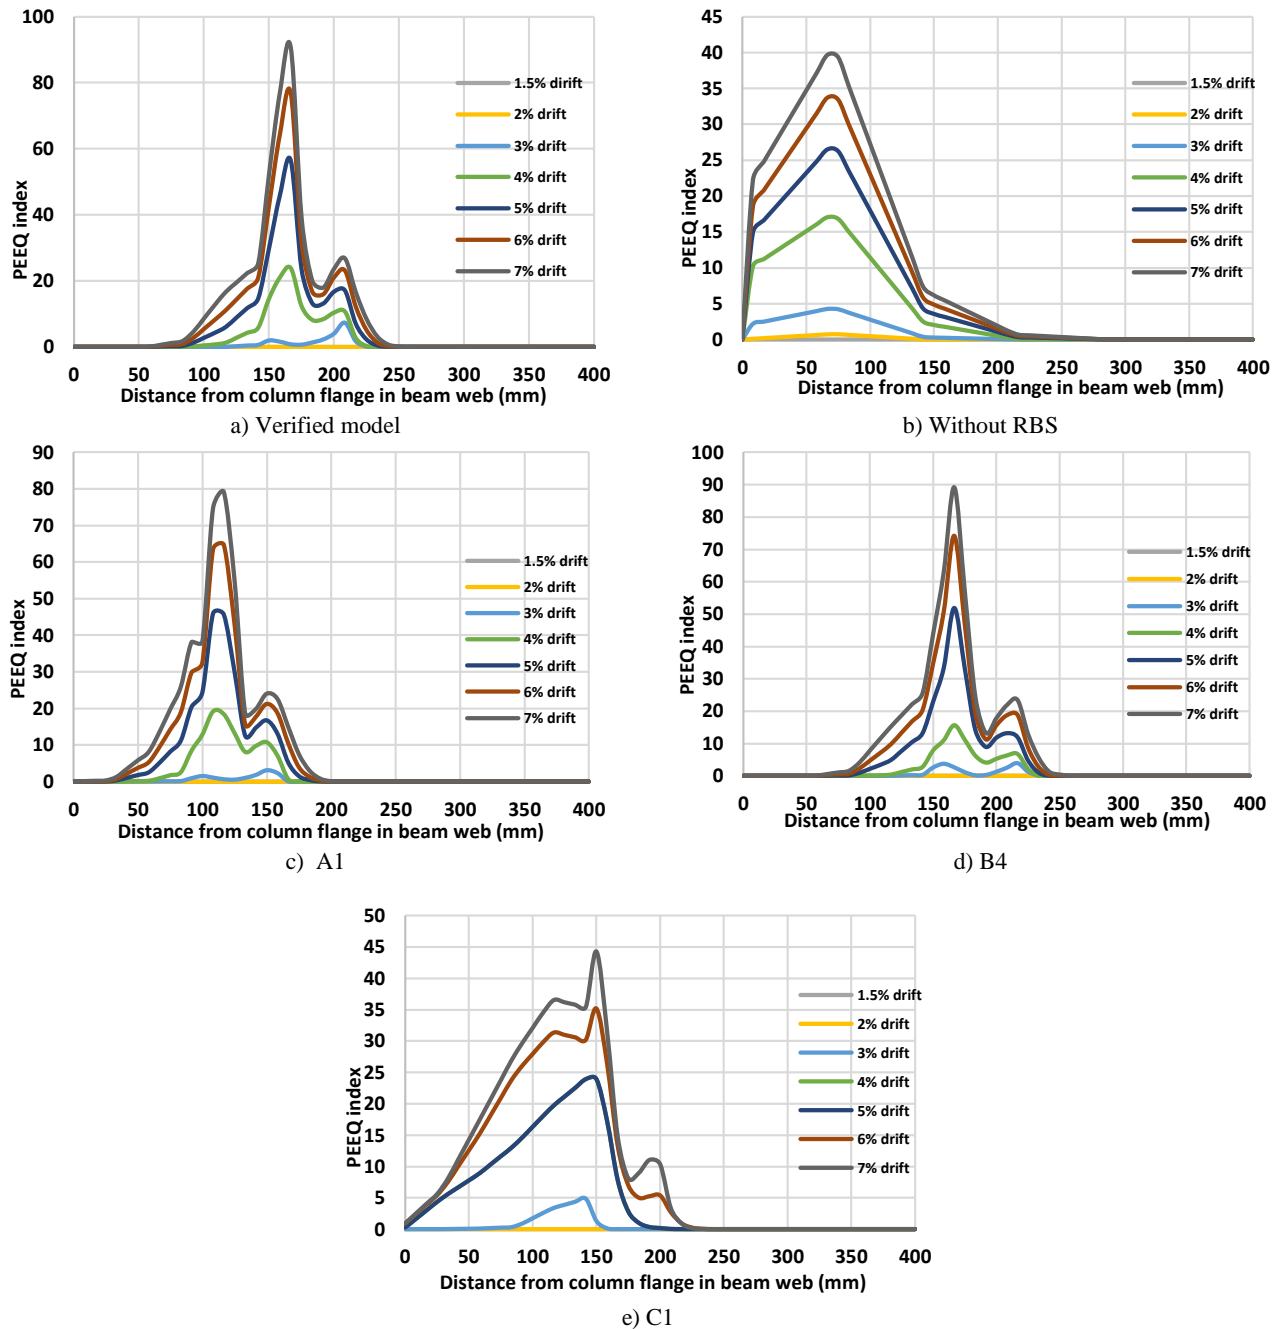 100
80
60
40
20
0
PEEQ index
1.5% dirift
2% drift
3% drift
4% drift
5% drift
6% drift
7% drift
0 50 100 150 200 250 300 350 400
Distance from column flange in beam web (mm)
a) Verified model
45
40
35
30
25
20
15
10
5
0
PEEQ index
1.5% drift
2% drift
3% drift
4% drift
5% drift
6% drift
7% drift
0 50 100 150 200 250 300 350 400
Distance from column flange in beam web (mm)
b) Without RBS
90
80
70
60
50
40
30
20
10
0
PEEQ index
1.5% drift
2% drift
3% drift
4% drift
5% drift
6% drift
7% drift
0 50 100 150 200 250 300 350 400
Distance from column flange in beam web (mm)
c) A1
100
90
80
70
60
50
40
30
20
10
0
PEEQ index
1.5% drift
2% drift
3% drift
4% drift
5% drift
6% drift
7% drift
0 50 100 150 200 250 300 350 400
Distance from column flange in beam web (mm)
d) B4
50
45
40
35
30
25
20
15
10
5
0
PEEQ index
1.5% drift
2% drift
3% drift
4% drift
5% drift
6% drift
7% drift
0 50 100 150 200 250 300 350 400
Distance from column flange in beam web (mm)
e) C1